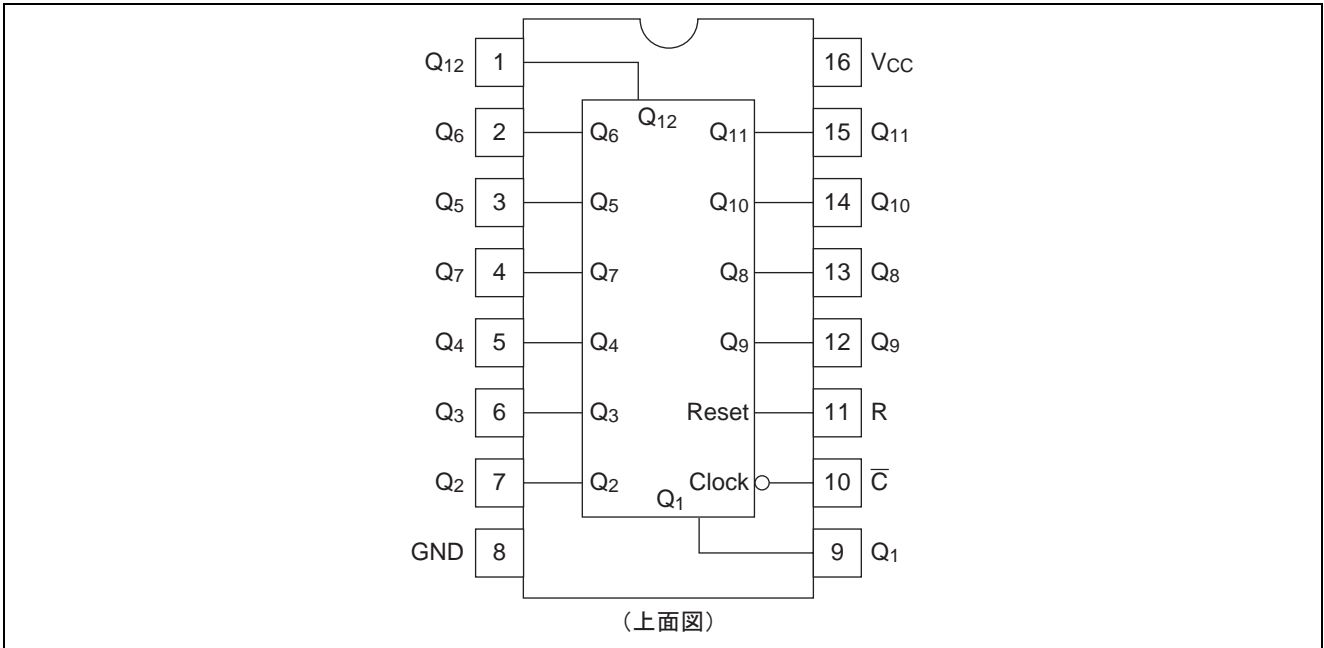 Q12 1 16 VCC
Q12
Q6 2 Q6 Q11 15 Q11
Q5 3 Q5 Q10 14 Q10
Q7 4 Q7 Q8 13 Q8
Q4 5 Q4 Q9 12 Q9
Q3 6 Q3 Reset 11 R
Q2 7 Q2 Clock 10 C̅
Q1
GND 8 9 Q1
(上面図)